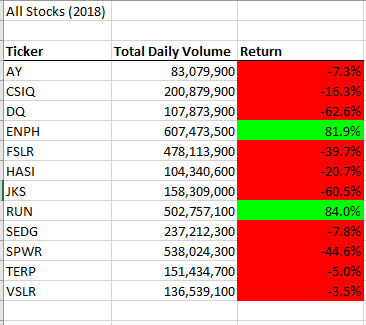 All Stocks (2018)
Ticker Total Daily Volume Return
AY 83,079,900 -7.3%
CSIQ 200,879,900 -16.3%
DQ 107,873,900 -62.6%
ENPH 607,473,500 81.9%
FSLR 478,113,900 -39.7%
HASI 104,340,600 -20.7%
JKS 158,309,000 -60.5%
RUN 502,757,100 84.0%
SEDG 237,212,300 -7.8%
SPWR 538,024,300 -44.6%
TERP 151,434,700 -5.0%
VSLR 136,539,100 -3.5%